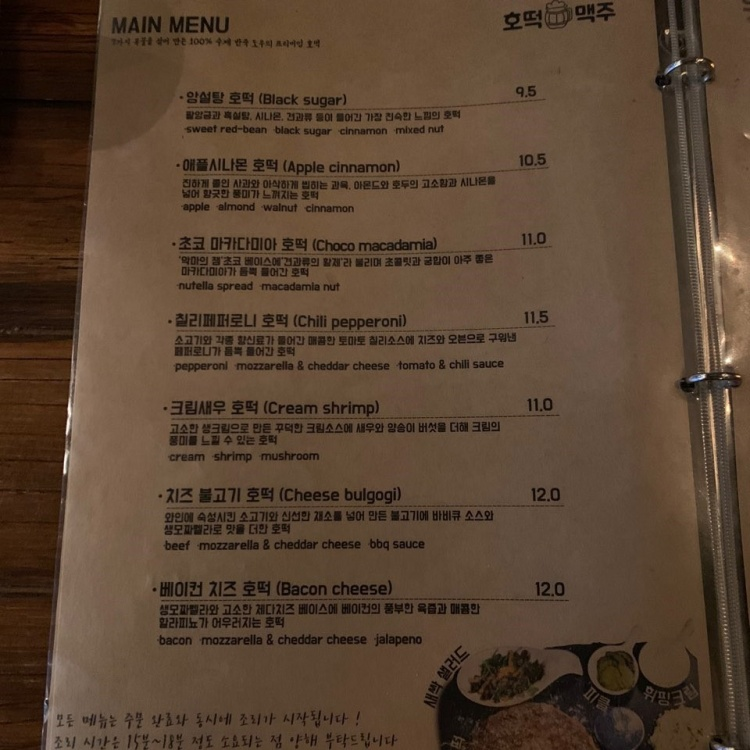 호떡 맥주
MAIN MENU
·앙설탕 호떡 (Black sugar) 9.5
팥앙금과 흑설탕, 시나몬, 견과류 등이 들어간 가장 친숙한 느낌의 호떡
·sweet red-bean ·black sugar ·cinnamon ·mixed nut
·애플시나몬 호떡 (Apple cinnamon) 10.5
진하게 졸인 사과와 아삭하게 씹히는 과육, 아몬드와 호두의 고소함과 시나몬을
넣어 향긋한 풍미가 느껴지는 호떡
·apple ·almond ·walnut ·cinnamon
·초코 마카다미아 호떡 (Choco macadamia) 11.0
'악마의 잼'초코 베이스에'견과류의 황제'라 불리며 초콜릿과 궁합이 아주 좋은
마카다미아가 듬뿍 들어간 호떡
·nutella spread ·macadamia nut
·칠리페퍼로니 호떡 (Chili pepperoni) 11.5
소고기와 각종 향신료가 들어간 매콤한 토마토 칠리소스에 치즈와 오븐으로 구워낸
페퍼로니가 듬뿍 들어간 호떡
·pepperoni ·mozzarella & cheddar cheese ·tomato & chili sauce
·크림새우 호떡 (Cream shrimp) 11.0
고소한 생크림으로 만든 꾸덕한 크림소스에 새우와 양송이 버섯을 더해 크림의
풍미를 느낄 수 있는 호떡
·cream ·shrimp ·mushroom
·치즈 불고기 호떡 (Cheese bulgogi) 12.0
와인에 숙성시킨 소고기와 신선한 채소를 넣어 만든 불고기에 바비큐 소스와
생모짜렐라로 맛을 더한 호떡
·beef ·mozzarella & cheddar cheese ·bbq sauce
·베이컨 치즈 호떡 (Bacon cheese) 12.0
생모짜렐라와 고소한 체다치즈 베이스에 베이컨의 풍부한 육즙과 매콤한
할라피뇨가 어우러지는 호떡
·bacon ·mozzarella & cheddar cheese ·jalapeno
새싹 샐러드
피클
휘핑크림
모든 메뉴는 주문 완료와 동시에 조리가 시작됩니다 !
조리 시간은 15분~18분 정도 소요되는 점 양해 부탁드립니다